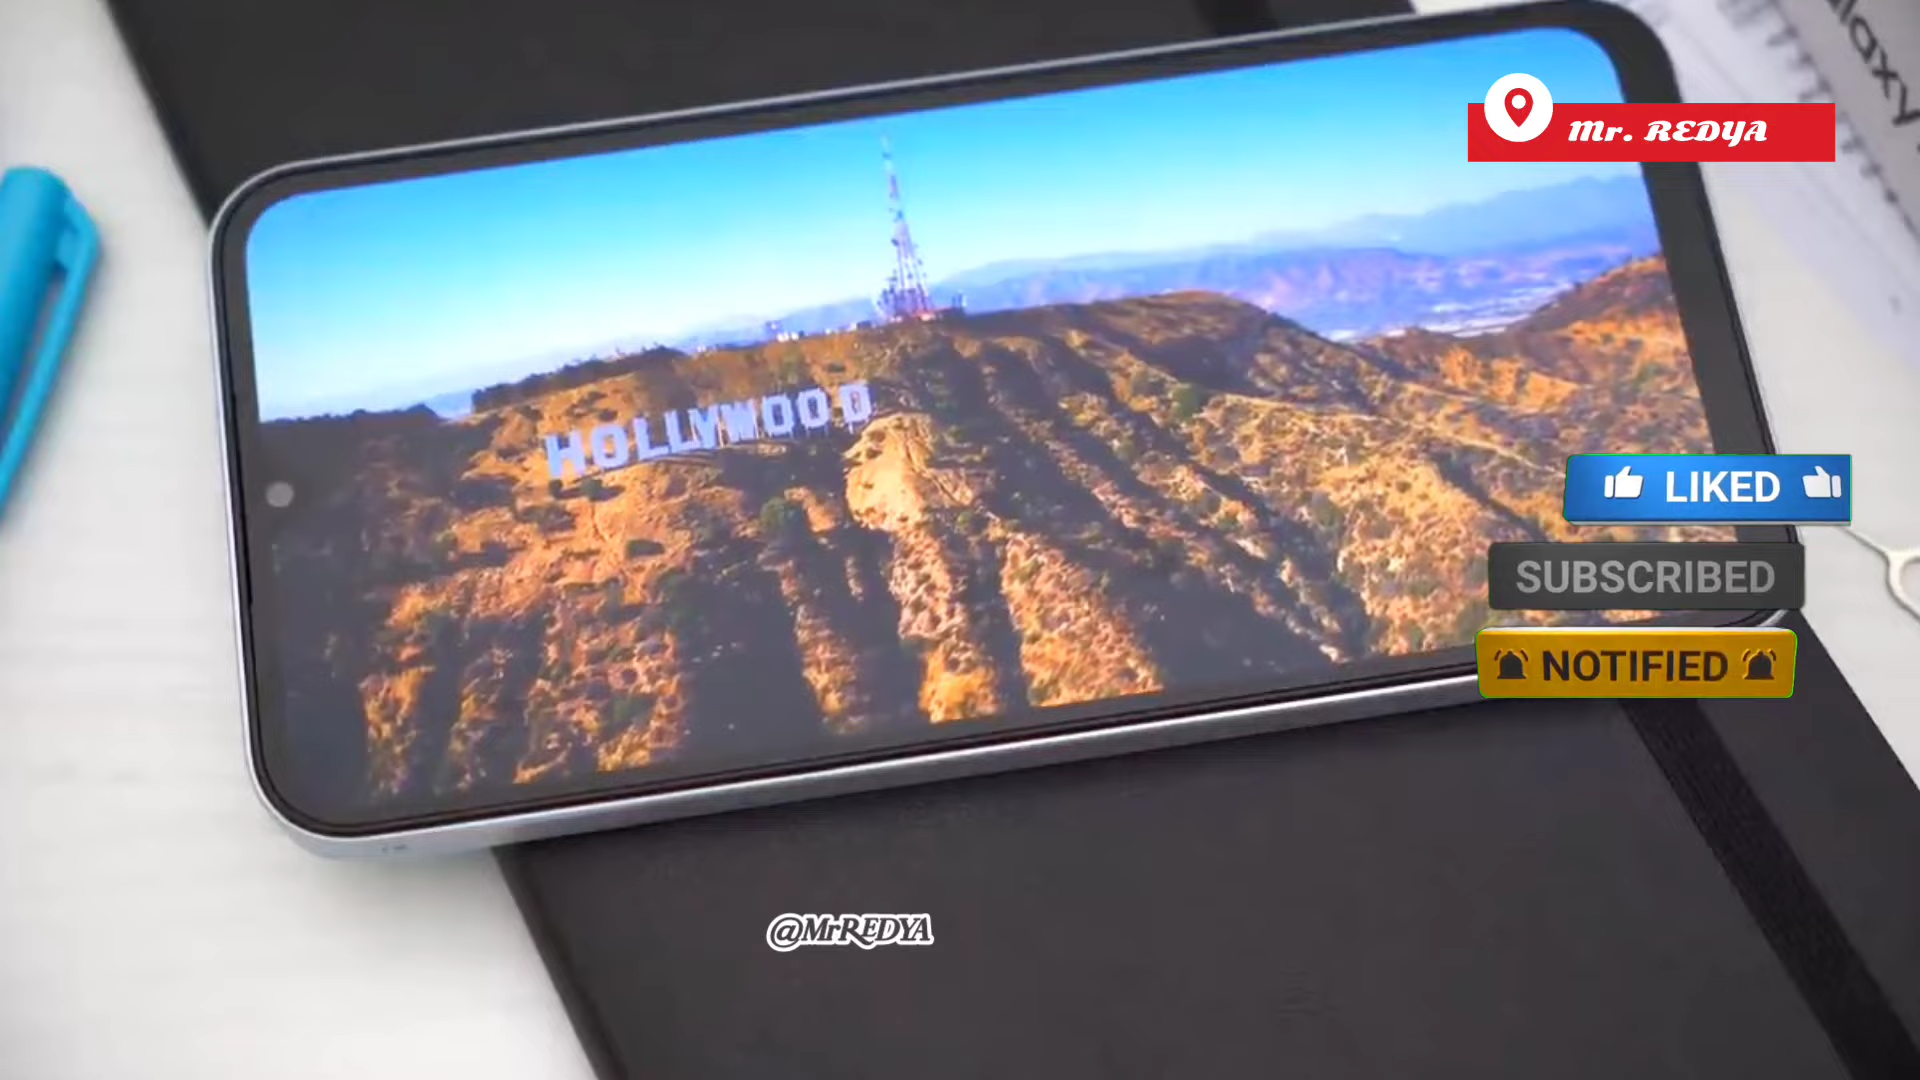 Mr. REDYA
HOLLYWOOD
LIKED
SUBSCRIBED
NOTIFIED
@MrREDYA